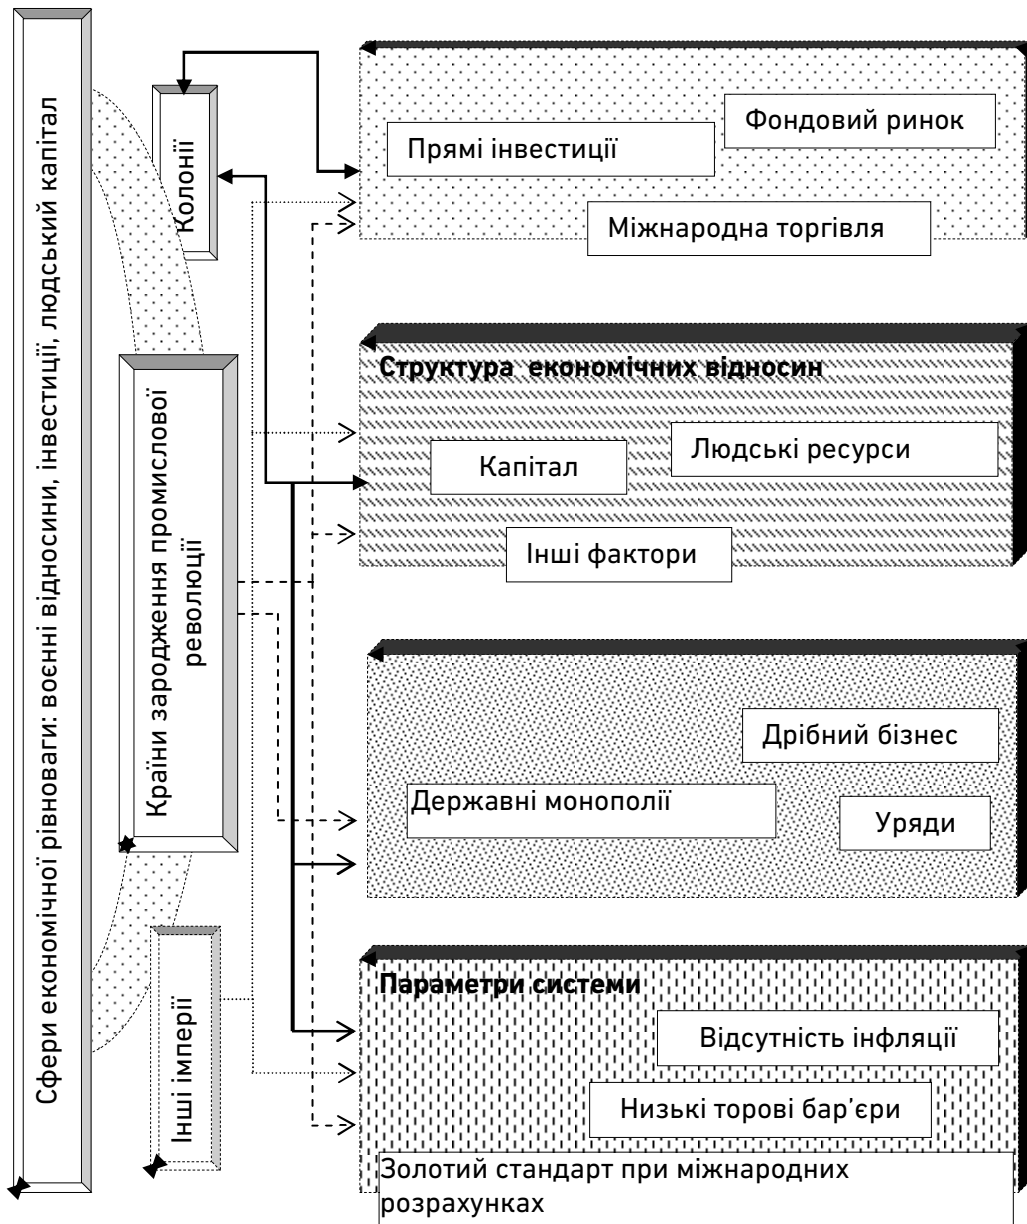 Сфери економічної рівноваги: воєнні відносини, інвестиції, людський капітал
Колонії
Країни зародження промислової
революції
Інші імперії
Прямі інвестиції
Фондовий ринок
Міжнародна торгівля
Структура економічних відносин
Капітал
Людські ресурси
Інші фактори
Дрібний бізнес
Державні монополії
Уряди
Параметри системи
Відсутність інфляції
Низькі торові бар’єри
Золотий стандарт при міжнародних
розрахунках